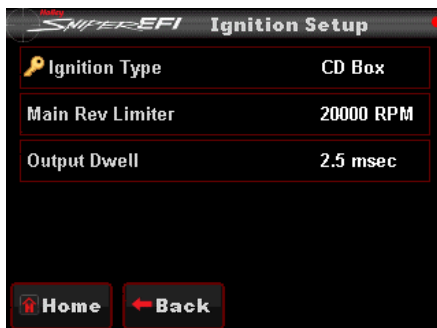 Holley
SNIPER EFI Ignition Setup
Ignition Type CD Box
Main Rev Limiter 20000 RPM
Output Dwell 2.5 msec
Home Back